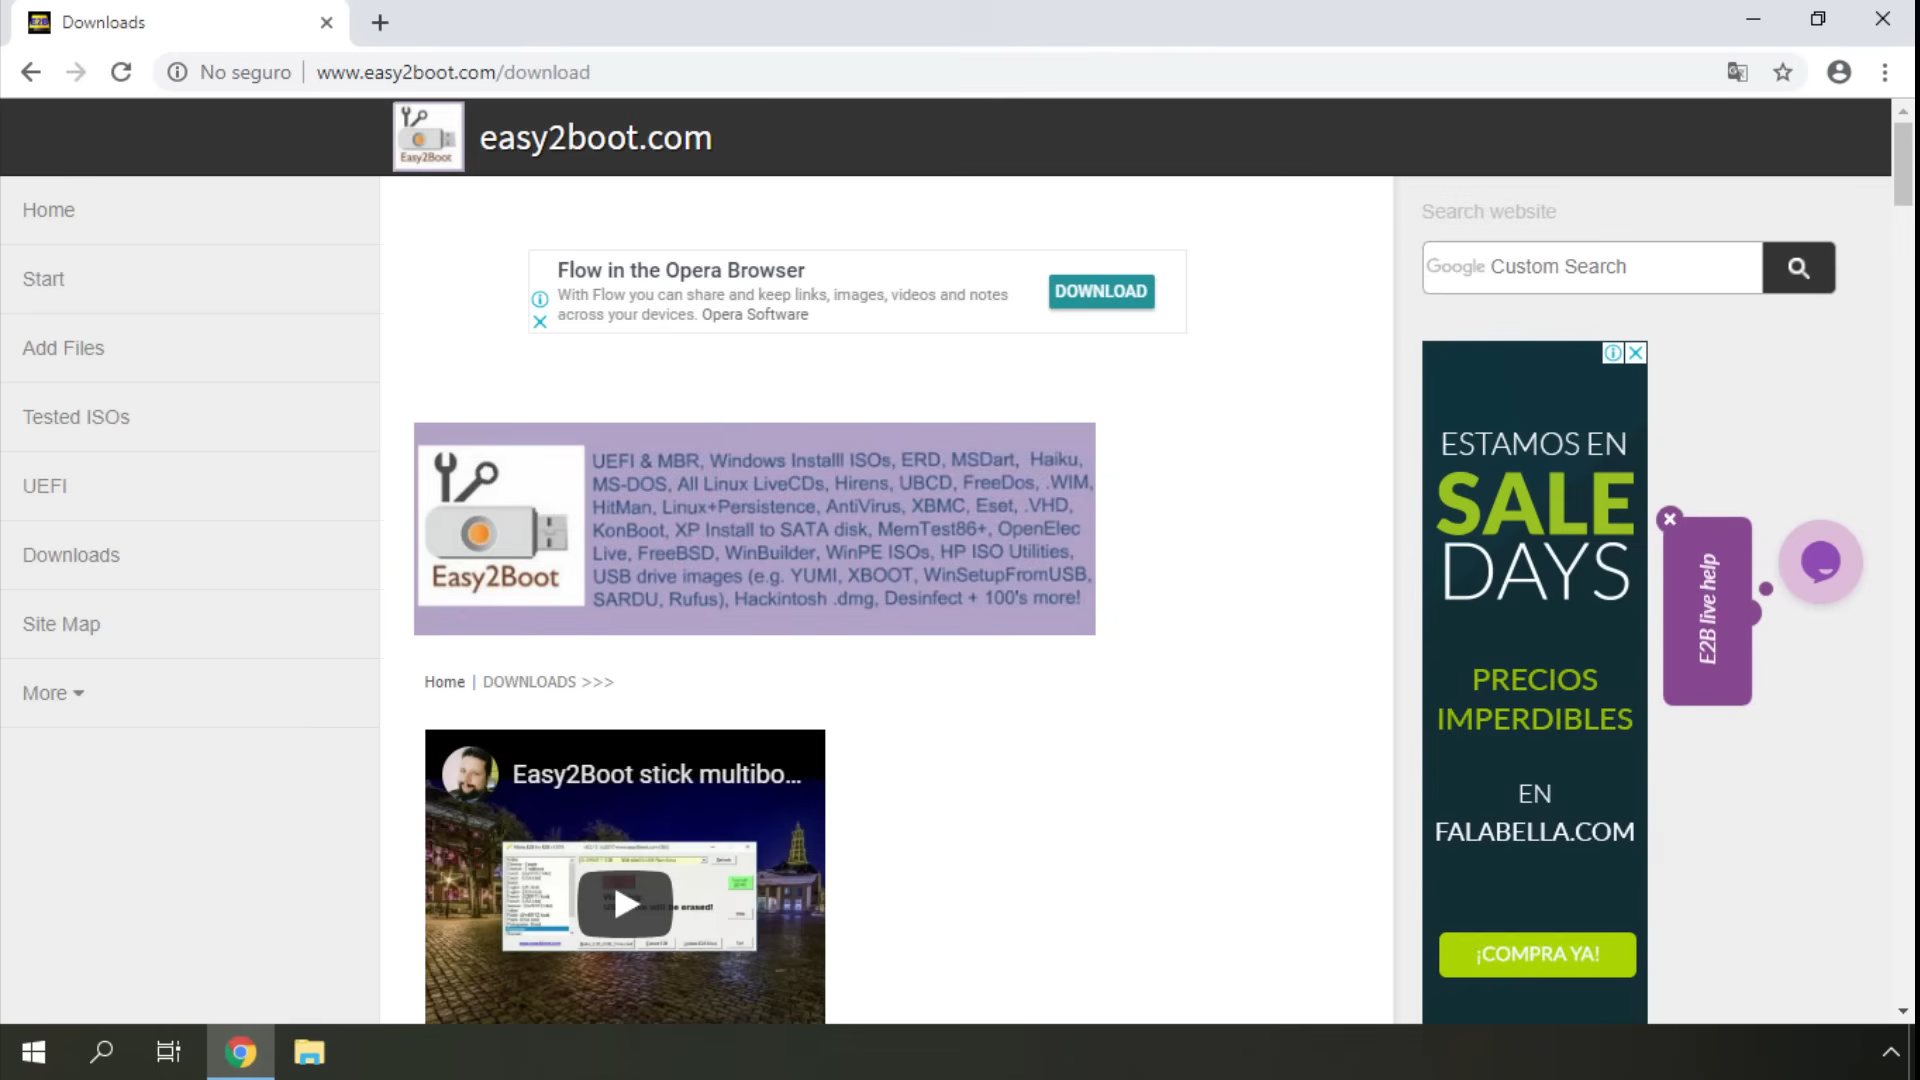 Downloads
No seguro
www.easy2boot.com/download
Easy2Boot
easy2boot.com
Home
Start
Add Files
Tested ISOs
UEFI
Downloads
Site Map
More
Flow in the Opera Browser
With Flow you can share and keep links, images, videos and notes
across your devices. Opera Software
DOWNLOAD
Easy2Boot
UEFI & MBR, Windows Installl ISOs, ERD, MSDart, Haiku,
MS-DOS, All Linux LiveCDs, Hirens, UBCD, FreeDos, .WIM,
HitMan, Linux+Persistence, AntiVirus, XBMC, Eset, .VHD,
KonBoot, XP Install to SATA disk, MemTest86+, OpenElec
Live, FreeBSD, WinBuilder, WinPE ISOs, HP ISO Utilities,
USB drive images (e.g. YUMI, XBOOT, WinSetupFromUSB,
SARDU, Rufus), Hackintosh .dmg, Desinfect + 100's more!
Home | DOWNLOADS >>>
Easy2Boot stick multibo...
be erased!
Search website
Google Custom Search
ESTAMOS EN
SALE
DAYS
PRECIOS
IMPERDIBLES
EN
FALABELLA.COM
¡COMPRA YA!
E2B live help